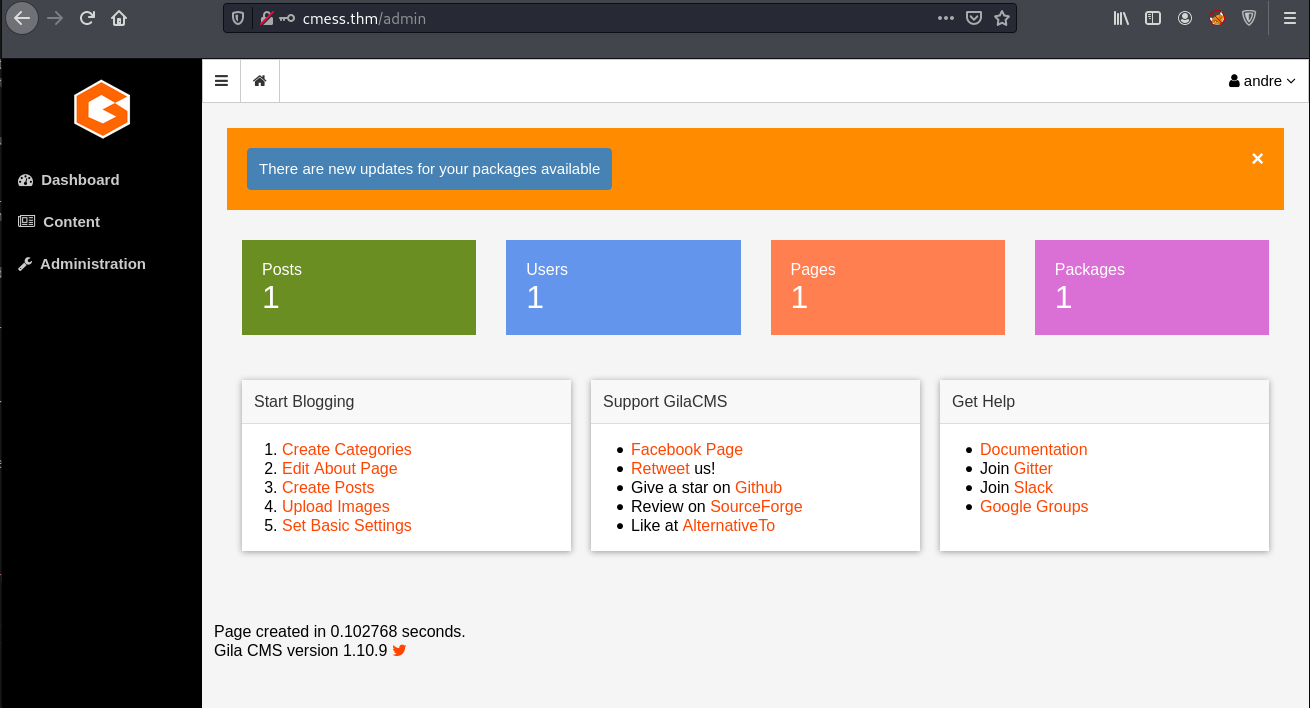 cmess.thm/admin
andre
Dashboard
Content
Administration
There are new updates for your packages available
×
Posts
1
Users
1
Pages
1
Packages
1
Start Blogging
1. Create Categories
2. Edit About Page
3. Create Posts
4. Upload Images
5. Set Basic Settings
Support GilaCMS
• Facebook Page
• Retweet us!
• Give a star on Github
• Review on SourceForge
• Like at AlternativeTo
Get Help
• Documentation
• Join Gitter
• Join Slack
• Google Groups
Page created in 0.102768 seconds.
Gila CMS version 1.10.9